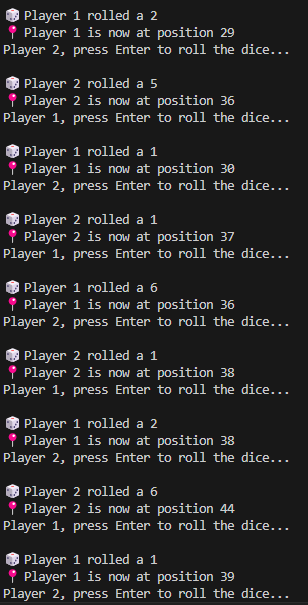 🎲 Player 1 rolled a 2
📍 Player 1 is now at position 29
Player 2, press Enter to roll the dice...
🎲 Player 2 rolled a 5
📍 Player 2 is now at position 36
Player 1, press Enter to roll the dice...
🎲 Player 1 rolled a 1
📍 Player 1 is now at position 30
Player 2, press Enter to roll the dice...
🎲 Player 2 rolled a 1
📍 Player 2 is now at position 37
Player 1, press Enter to roll the dice...
🎲 Player 1 rolled a 6
📍 Player 1 is now at position 36
Player 2, press Enter to roll the dice...
🎲 Player 2 rolled a 1
📍 Player 2 is now at position 38
Player 1, press Enter to roll the dice...
🎲 Player 1 rolled a 2
📍 Player 1 is now at position 38
Player 2, press Enter to roll the dice...
🎲 Player 2 rolled a 6
📍 Player 2 is now at position 44
Player 1, press Enter to roll the dice...
🎲 Player 1 rolled a 1
📍 Player 1 is now at position 39
Player 2, press Enter to roll the dice...